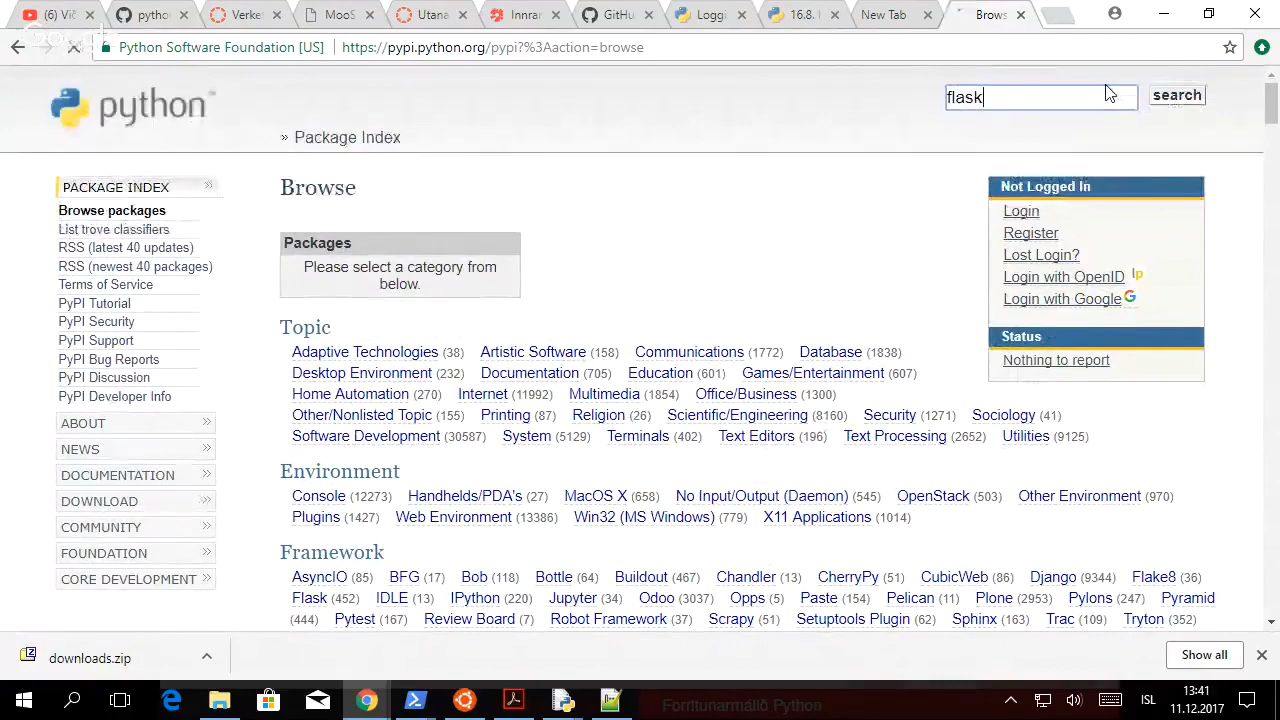 Vič
pytho
Verke
MooS
Utana
Innran
GitHu
Loggi
16.8. l
New Tab
Brows
Google
Python Software Foundation [US]
https://pypi.python.org/pypi?%3Aaction=browse
python™
flask
search
» Package Index
PACKAGE INDEX
Browse packages
List trove classifiers
RSS (latest 40 updates)
RSS (newest 40 packages)
Terms of Service
PyPI Tutorial
PyPI Security
PyPI Support
PyPI Bug Reports
PyPI Discussion
PyPI Developer Info
ABOUT
NEWS
DOCUMENTATION
DOWNLOAD
COMMUNITY
FOUNDATION
CORE DEVELOPMENT
Browse
Packages
Please select a category from
below.
Topic
Adaptive Technologies (38) Artistic Software (158) Communications (1772) Database (1838)
Desktop Environment (232) Documentation (705) Education (601) Games/Entertainment (607)
Home Automation (270) Internet (11992) Multimedia (1854) Office/Business (1300)
Other/Nonlisted Topic (155) Printing (87) Religion (26) Scientific/Engineering (8160) Security (1271) Sociology (41)
Software Development (30587) System (5129) Terminals (402) Text Editors (196) Text Processing (2652) Utilities (9125)
Environment
Console (12273) Handhelds/PDA's (27) MacOS X (658) No Input/Output (Daemon) (545) OpenStack (503) Other Environment (970)
Plugins (1427) Web Environment (13386) Win32 (MS Windows) (779) X11 Applications (1014)
Framework
AsyncIO (85) BFG (17) Bob (118) Bottle (64) Buildout (467) Chandler (13) CherryPy (51) CubicWeb (86) Django (9344) Flake8 (36)
Flask (452) IDLE (13) IPython (220) Jupyter (34) Odoo (3037) Opps (5) Paste (154) Pelican (11) Plone (2953) Pylons (247) Pyramid
(444) Pytest (167) Review Board (7) Robot Framework (37) Scrapy (51) Setuptools Plugin (62) Sphinx (163) Trac (109) Tryton (352)
Not Logged In
Login
Register
Lost Login?
Login with OpenID lp
Login with Google G
Status
Nothing to report
downloads.zip
Show all
Forritunarmálið Python
ISL
13:41
11.12.2017